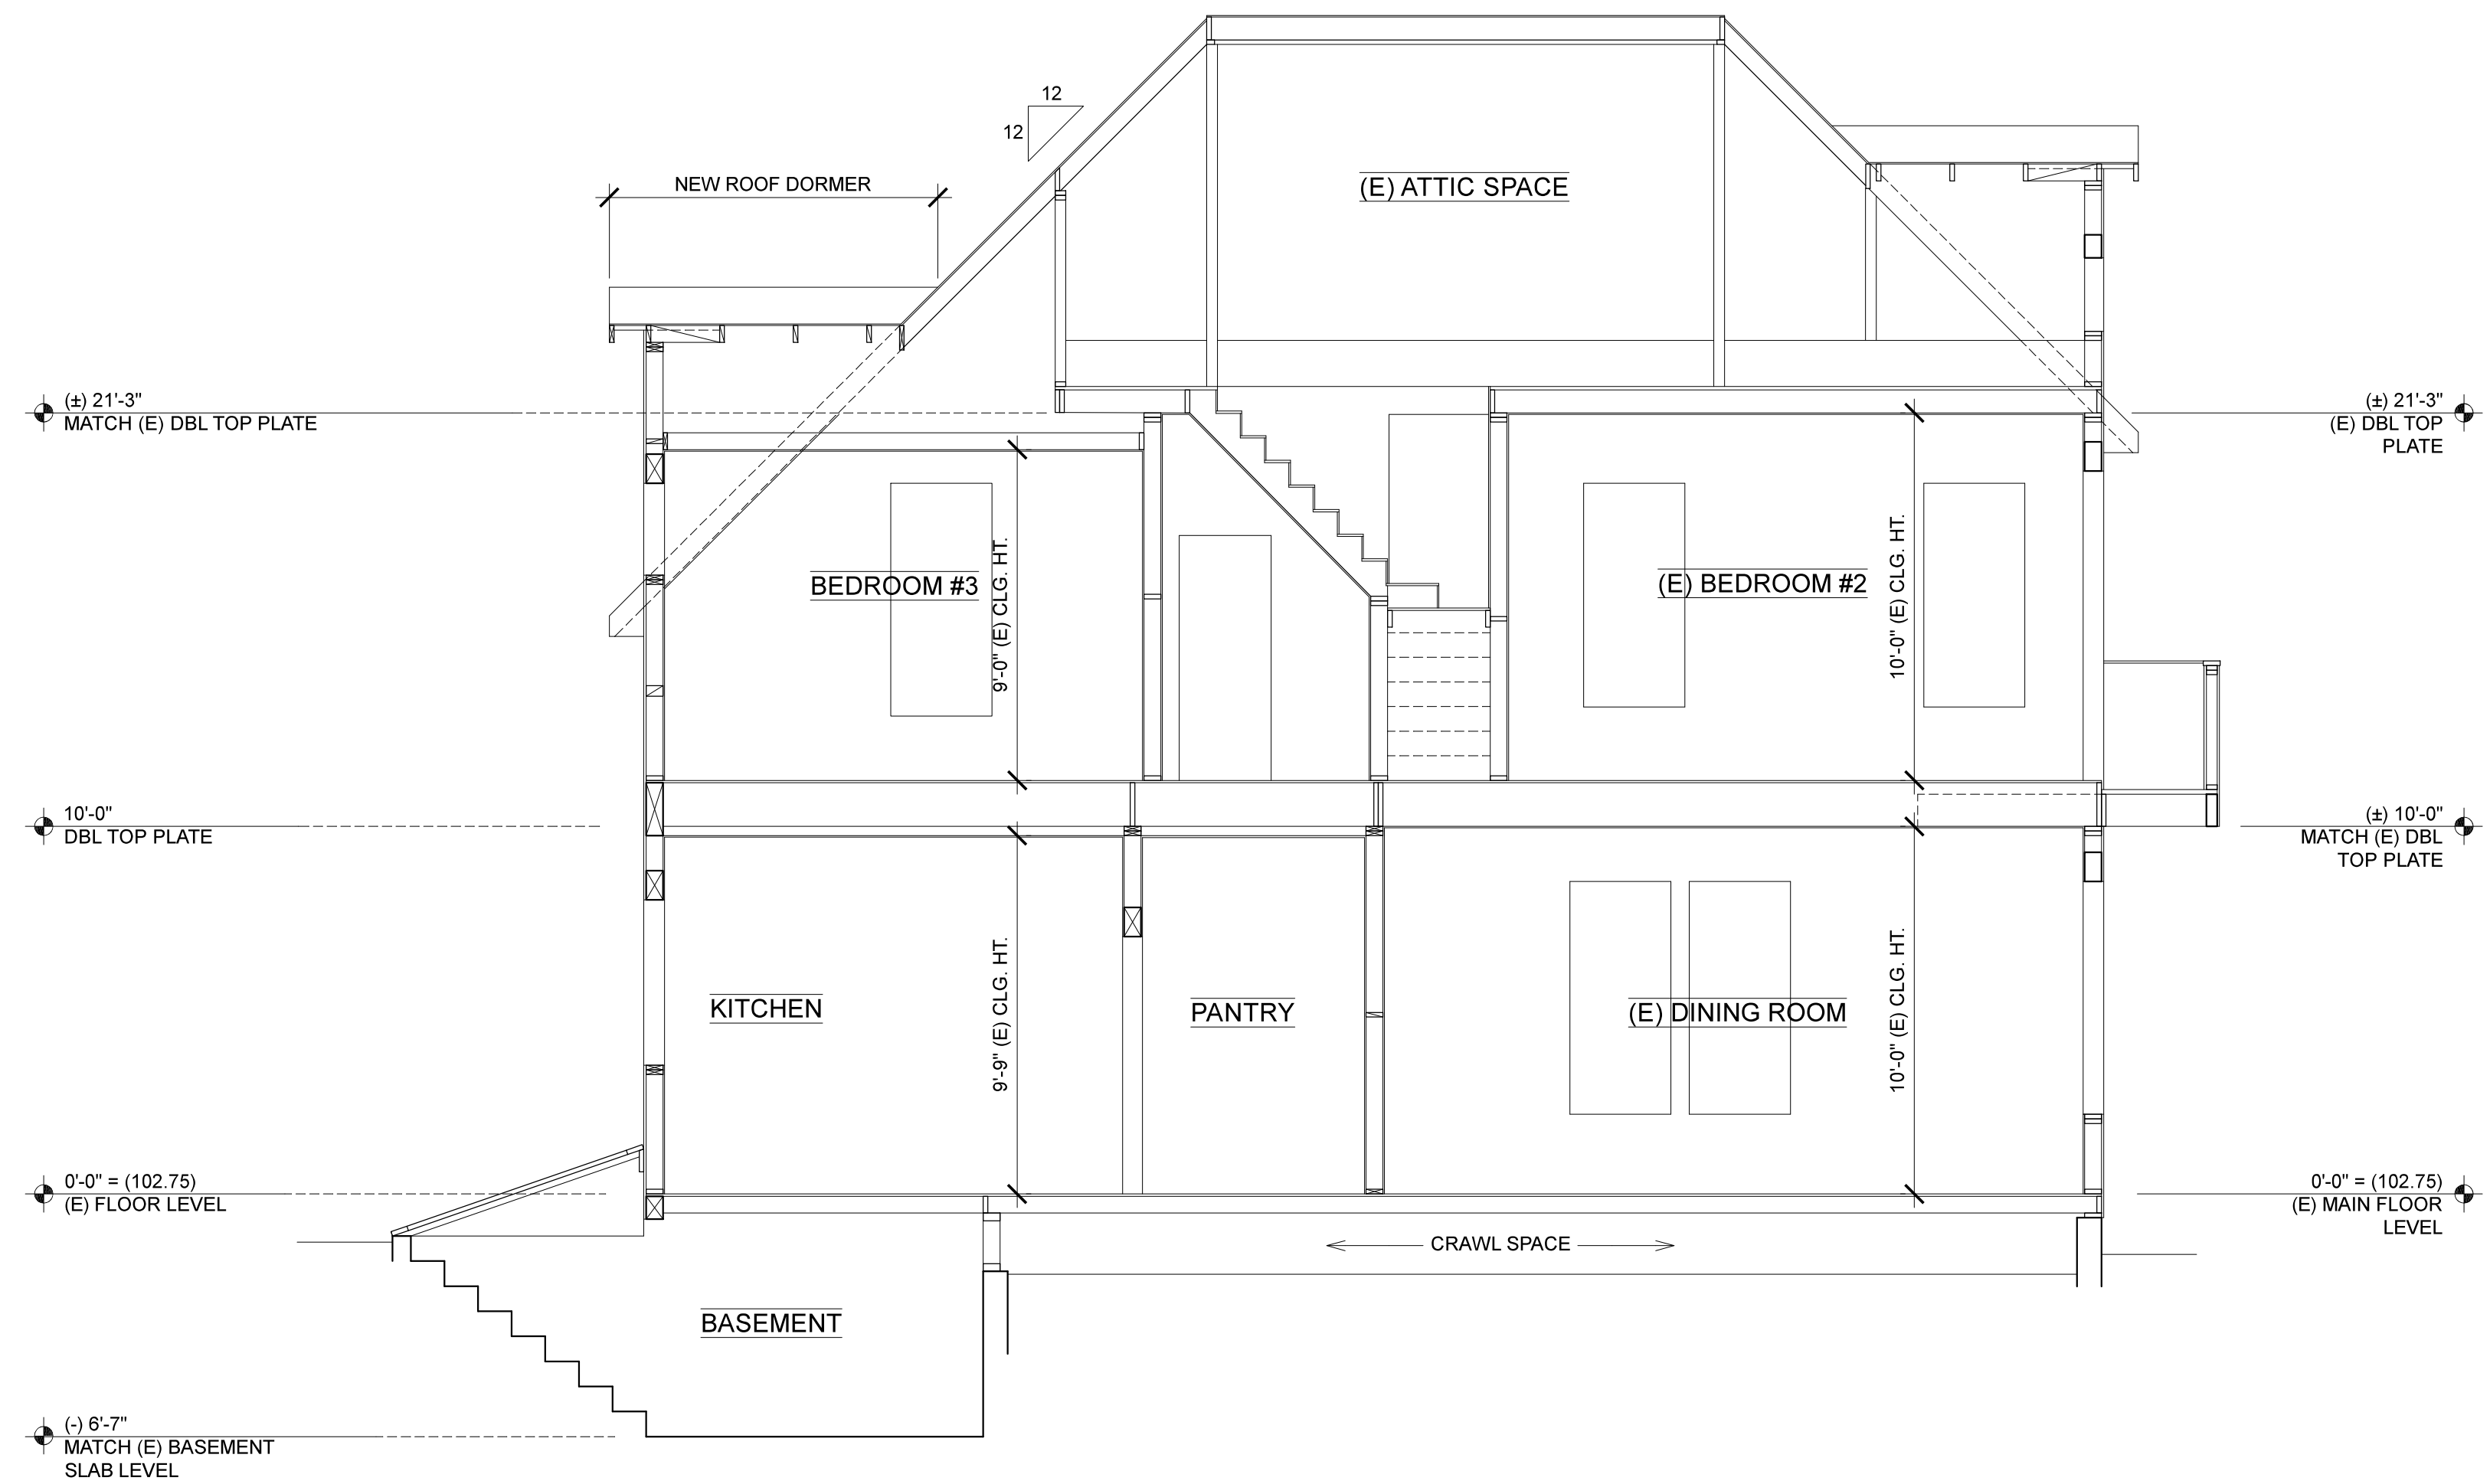 12
12
NEW ROOF DORMER
(E) ATTIC SPACE
(±) 21'-3"
MATCH (E) DBL TOP PLATE
(±) 21'-3"
(E) DBL TOP
PLATE
BEDROOM #3
9'-0" (E) CLG. HT.
(E) BEDROOM #2
10'-0" (E) CLG. HT.
10'-0"
DBL TOP PLATE
(±) 10'-0"
MATCH (E) DBL
TOP PLATE
KITCHEN
9'-9" (E) CLG. HT.
PANTRY
(E) DINING ROOM
10'-0" (E) CLG. HT.
0'-0" = (102.75)
(E) FLOOR LEVEL
0'-0" = (102.75)
(E) MAIN FLOOR
LEVEL
CRAWL SPACE
BASEMENT
(-) 6'-7"
MATCH (E) BASEMENT
SLAB LEVEL